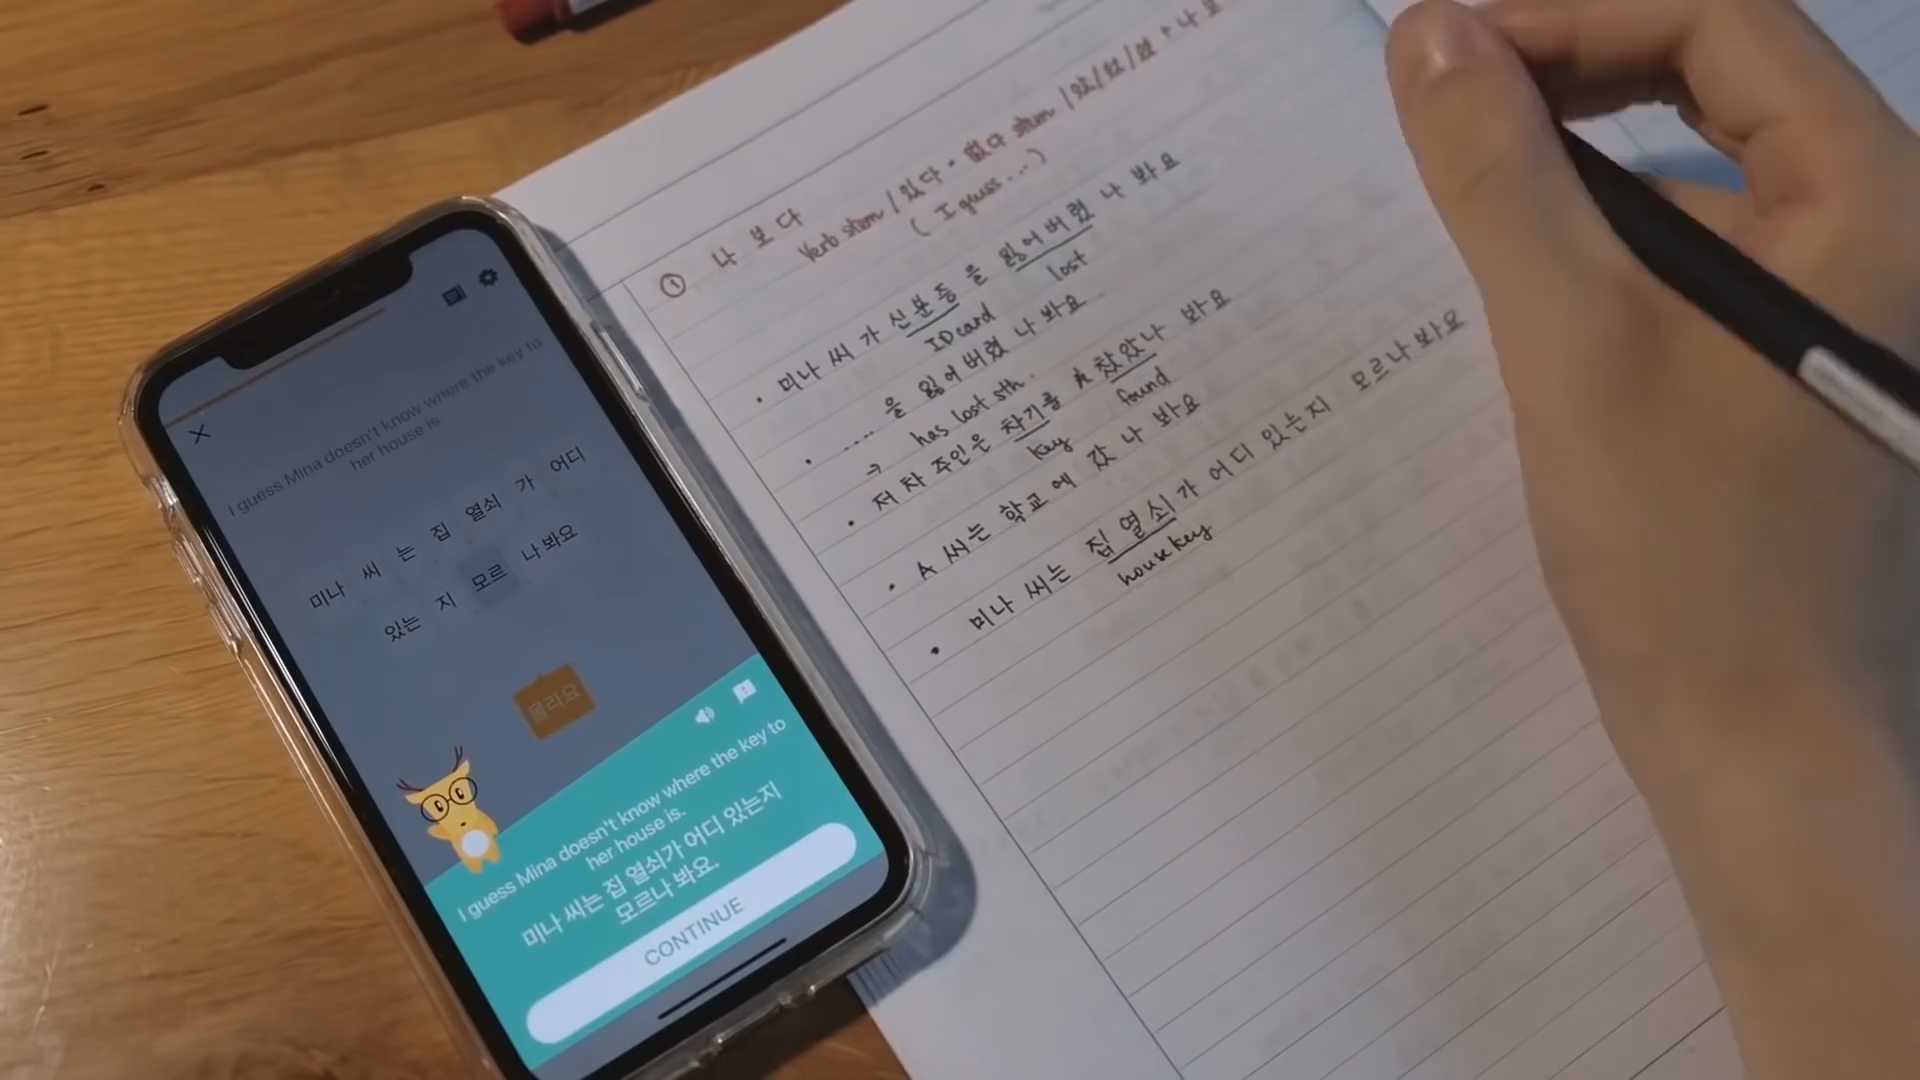 I guess Mina doesn't know where the key to
her house is
미나 씨 는 집 열쇠 가 어디
있는 지 모르 나 봐요
몰라요
I guess Mina doesn't know where the key to
her house is.
미나 씨는 집 열쇠가 어디 있는지
모르나 봐요.
CONTINUE
① 나 보다
Verb stem / 있다 • 없다 stem / 았/었/였 + 나 보
( I guess... )
• 미나 씨 가 신분증 을 잃어버렸 나 봐요
ID card lost
• .... 을 잃어버렸 나 봐요.
→ has lost sth.
• 저 차 주인은 차기를 찾았나 봐요
key found
• A 씨는 학교에 갔 나 봐요
• 미나 씨는 집 열쇠가 어디 있는지 모르나 봐요
house key